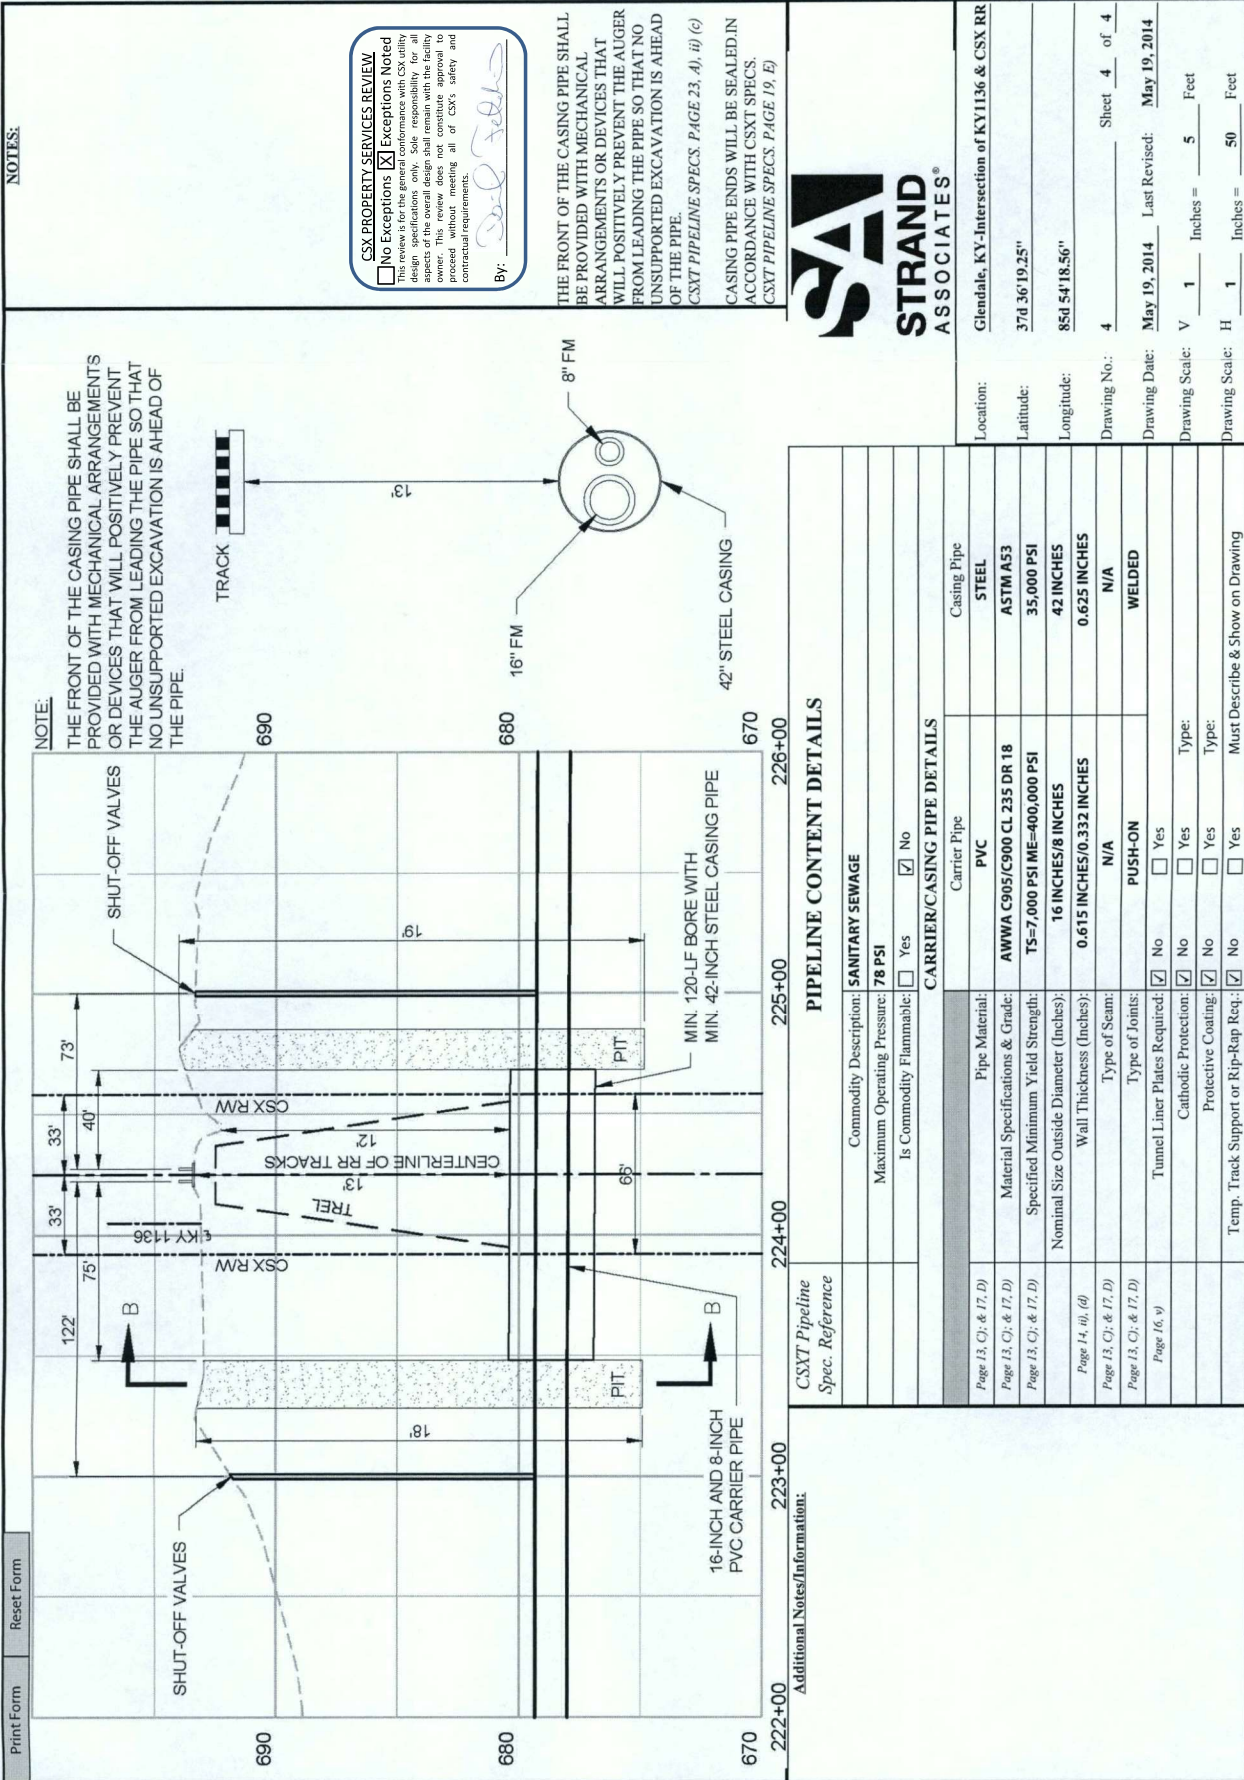 Print Form
Reset Form
NOTE:
THE FRONT OF THE CASING PIPE SHALL BE
PROVIDED WITH MECHANICAL ARRANGEMENTS
OR DEVICES THAT WILL POSITIVELY PREVENT
THE AUGER FROM LEADING THE PIPE SO THAT
NO UNSUPPORTED EXCAVATION IS AHEAD OF
THE PIPE.
SHUT-OFF VALVES
SHUT-OFF VALVES
122'
73'
75'
33'
33'
40'
B
B
KY 1136
CSX R/W
CSX R/W
TREL
CENTERLINE OF RR TRACKS
13'
12'
18'
19'
66'
PIT
PIT
16-INCH AND 8-INCH
PVC CARRIER PIPE
MIN. 120-LF BORE WITH
MIN. 42-INCH STEEL CASING PIPE
690
680
670
690
680
670
222+00
223+00
224+00
225+00
226+00
TRACK
13'
16" FM
8" FM
42" STEEL CASING
NOTES:
CSX PROPERTY SERVICES REVIEW
No Exceptions X Exceptions Noted
This review is for the general conformance with CSX utility
design specifications only. Sole responsibility for all
aspects of the overall design shall remain with the facility
owner. This review does not constitute approval to
proceed without meeting all of CSX's safety and
contractual requirements.
By:
THE FRONT OF THE CASING PIPE SHALL
BE PROVIDED WITH MECHANICAL
ARRANGEMENTS OR DEVICES THAT
WILL POSITIVELY PREVENT THE AUGER
FROM LEADING THE PIPE SO THAT NO
UNSUPPORTED EXCAVATION IS AHEAD
OF THE PIPE.
CSXT PIPELINE SPECS. PAGE 23, A), ii) (c)
CASING PIPE ENDS WILL BE SEALED.IN
ACCORDANCE WITH CSXT SPECS.
CSXT PIPELINE SPECS. PAGE 19, E)
Additional Notes/Information:
CSXT Pipeline
Spec. Reference
PIPELINE CONTENT DETAILS
Commodity Description: SANITARY SEWAGE
Maximum Operating Pressure: 78 PSI
Is Commodity Flammable: Yes ✓ No
CARRIER/CASING PIPE DETAILS
Carrier Pipe Casing Pipe
Page 13, C); & 17, D) Pipe Material: PVC STEEL
Page 13, C); & 17, D) Material Specifications & Grade: AWWA C905/C900 CL 235 DR 18 ASTM A53
Page 13, C); & 17, D) Specified Minimum Yield Strength: TS=7,000 PSI ME=400,000 PSI 35,000 PSI
Nominal Size Outside Diameter (Inches): 16 INCHES/8 INCHES 42 INCHES
Page 14, ii), (d) Wall Thickness (Inches): 0.615 INCHES/0.332 INCHES 0.625 INCHES
Page 13, C); & 17, D) Type of Seam: N/A N/A
Page 13, C); & 17, D) Type of Joints: PUSH-ON WELDED
Page 16, v) Tunnel Liner Plates Required: ✓ No Yes
Cathodic Protection: ✓ No Yes Type:
Protective Coating: ✓ No Yes Type:
Temp. Track Support or Rip-Rap Req.: ✓ No Yes Must Describe & Show on Drawing
SA
STRAND
ASSOCIATES®
Location: Glendale, KY-Intersection of KY1136 & CSX RR
Latitude: 37d 36'19.25"
Longitude: 85d 54'18.56"
Drawing No.: 4 Sheet 4 of 4
Drawing Date: May 19, 2014 Last Revised: May 19, 2014
Drawing Scale: V 1 Inches = 5 Feet
Drawing Scale: H 1 Inches = 50 Feet